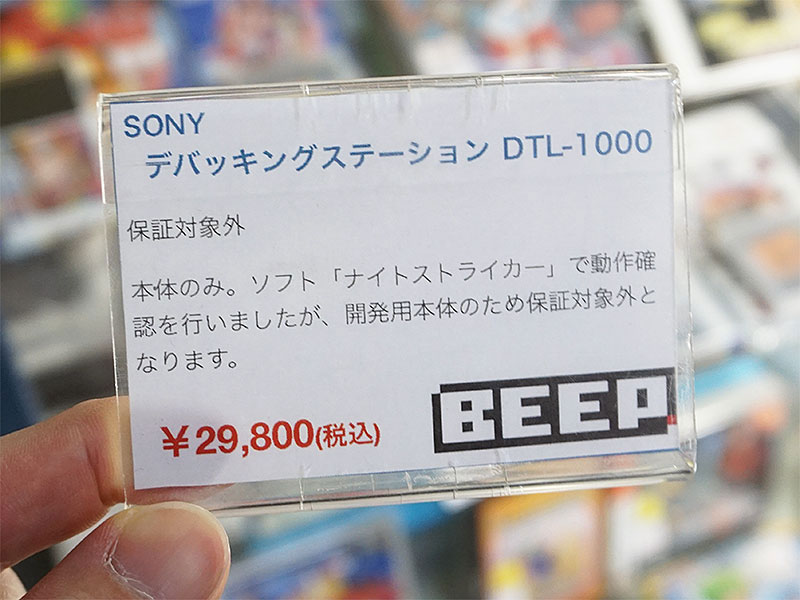 SONY
デバッキングステーション DTL-1000
保証対象外
本体のみ。ソフト「ナイトストライカー」で動作確
認を行いましたが、開発用本体のため保証対象外と
なります。
￥29,800(税込)
BEEP